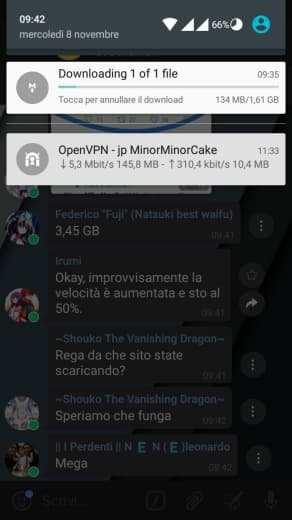 09:42
66%
mercoledì 8 novembre
Downloading 1 of 1 file
09:35
Tocca per annullare il download
134 MB/1,61 GB
OpenVPN - jp MinorMinorCake
11:33
↓5,3 Mbit/s 145,8 MB - ↑310,4 kbit/s 10,4 MB
Federico "Fuji" (Natsuki best waifu)
3,45 GB
09:41
Irumi
Okay, improvvisamente la
velocità è aumentata e sto al
50%.
09:41
~Shouko The Vanishing Dragon~
Rega da che sito state
scaricando?
09:41
~Shouko The Vanishing Dragon~
Speriamo che funga
09:42
|| I Perdenti || N E N ( E )leonardo
Mega
09:42
Scrivi...